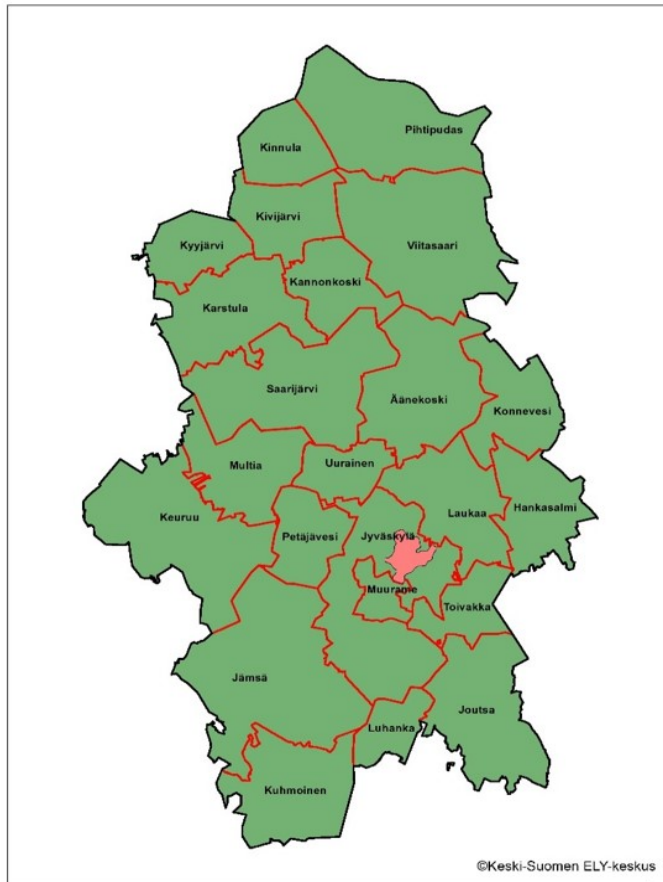 Pihtipudas
Kinnula
Kivijärvi
Kyyjärvi
Viitasaari
Kannonkoski
Karstula
Saarijärvi
Äänekoski
Konnevesi
Multia
Uurainen
Keuruu
Laukaa
Hankasalmi
Petäjävesi
Jyväskylä
Muurame
Toivakka
Jämsä
Joutsa
Luhanka
Kuhmoinen
©Keski-Suomen ELY-keskus